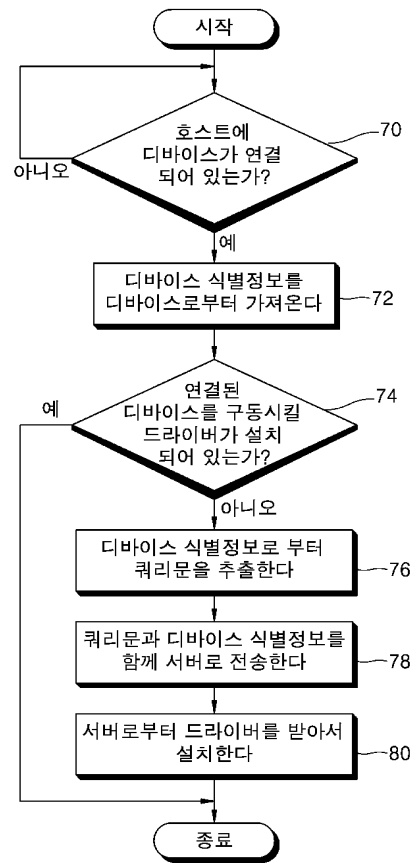 시작
호스트에
디바이스가 연결
되어 있는가?
70
아니오
예
디바이스 식별정보를
디바이스로부터 가져온다
72
연결된
디바이스를 구동시킬
드라이버가 설치
되어 있는가?
74
예
아니오
디바이스 식별정보로 부터
쿼리문을 추출한다
76
쿼리문과 디바이스 식별정보를
함께 서버로 전송한다
78
서버로부터 드라이버를 받아서
설치한다
80
종료